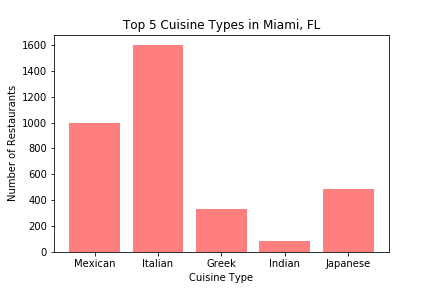 Top 5 Cuisine Types in Miami, FL
Number of Restaurants
1600
1400
1200
1000
800
600
400
200
0
Mexican Italian Greek Indian Japanese
Cuisine Type